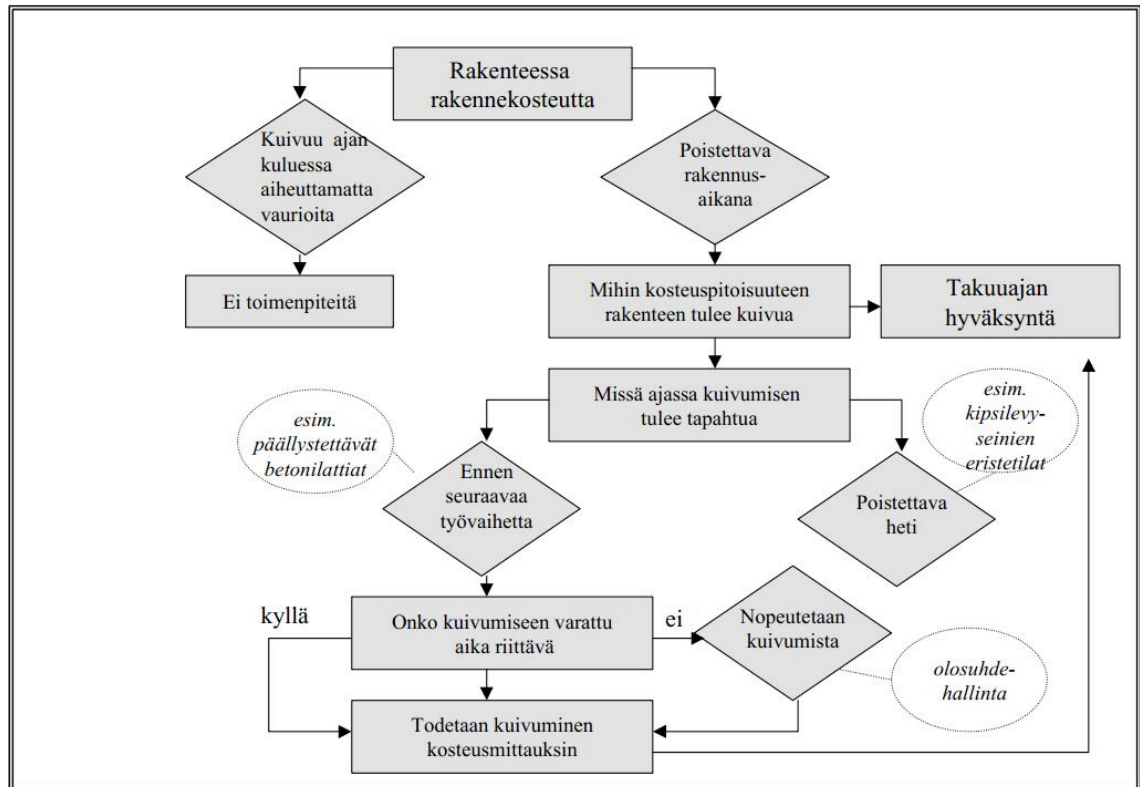 Rakenteessa
rakennekosteutta
Kuivuu ajan
kuluessa
aiheuttamatta
vaurioita
Poistettava
rakennus-
aikana
Ei toimenpiteitä
Mihin kosteuspitoisuuteen
rakenteen tulee kuivua
Takuuajan
hyväksyntä
Missä ajassa kuivumisen
tulee tapahtua
esim.
päällystettävät
betonilattiat
esim.
kipsilevy-
seinien
eristetilat
Ennen
seuraavaa
työvaihetta
Poistettava
heti
kyllä
Onko kuivumiseen varattu
aika riittävä
ei
Nopeutetaan
kuivumista
olosuhde-
hallinta
Todetaan kuivuminen
kosteusmittauksin